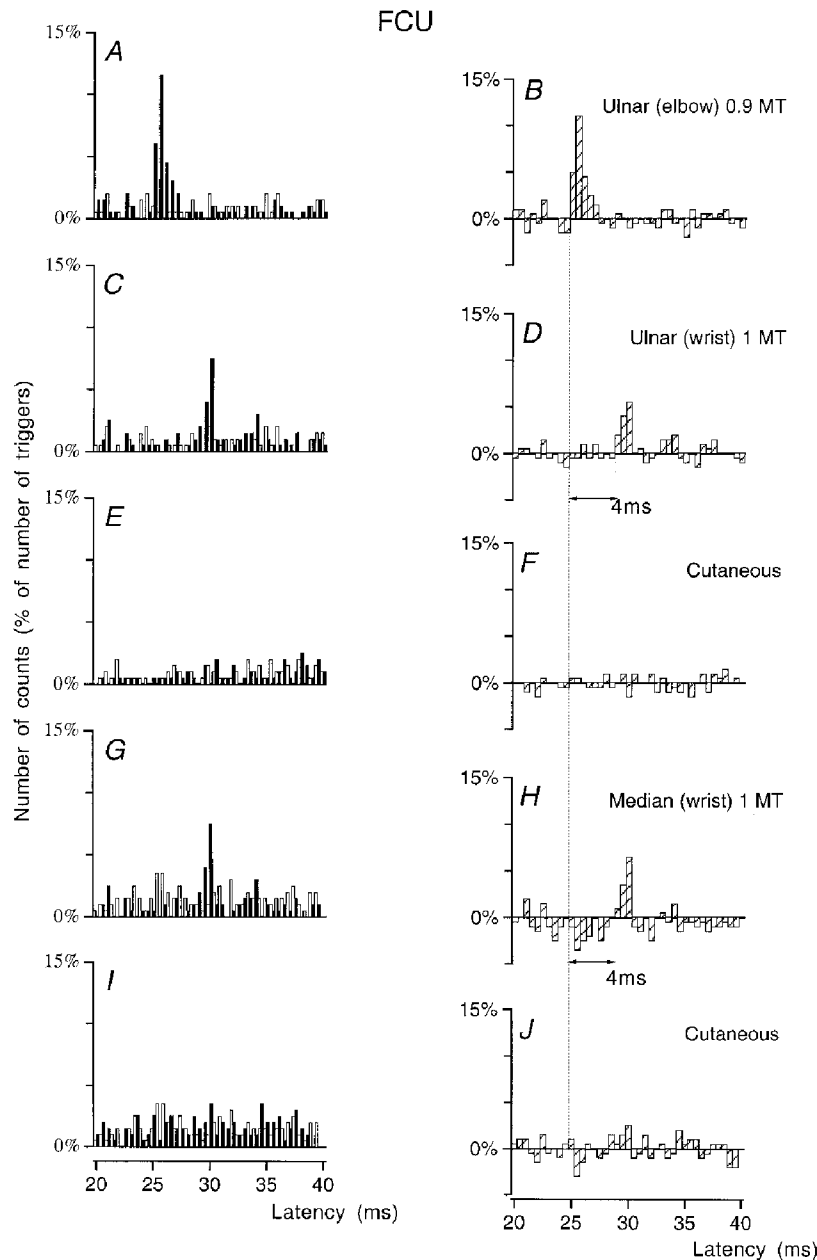 FCU
15%
A
0%
15%
B
Ulnar (elbow) 0.9 MT
0%
15%
C
0%
15%
D
Ulnar (wrist) 1 MT
0%
4ms
15%
E
0%
15%
F
Cutaneous
0%
15%
G
0%
15%
H
Median (wrist) 1 MT
0%
4ms
15%
I
0%
15%
J
Cutaneous
0%
Number of counts (% of number of triggers)
20 25 30 35 40
Latency (ms)
20 25 30 35 40
Latency (ms)